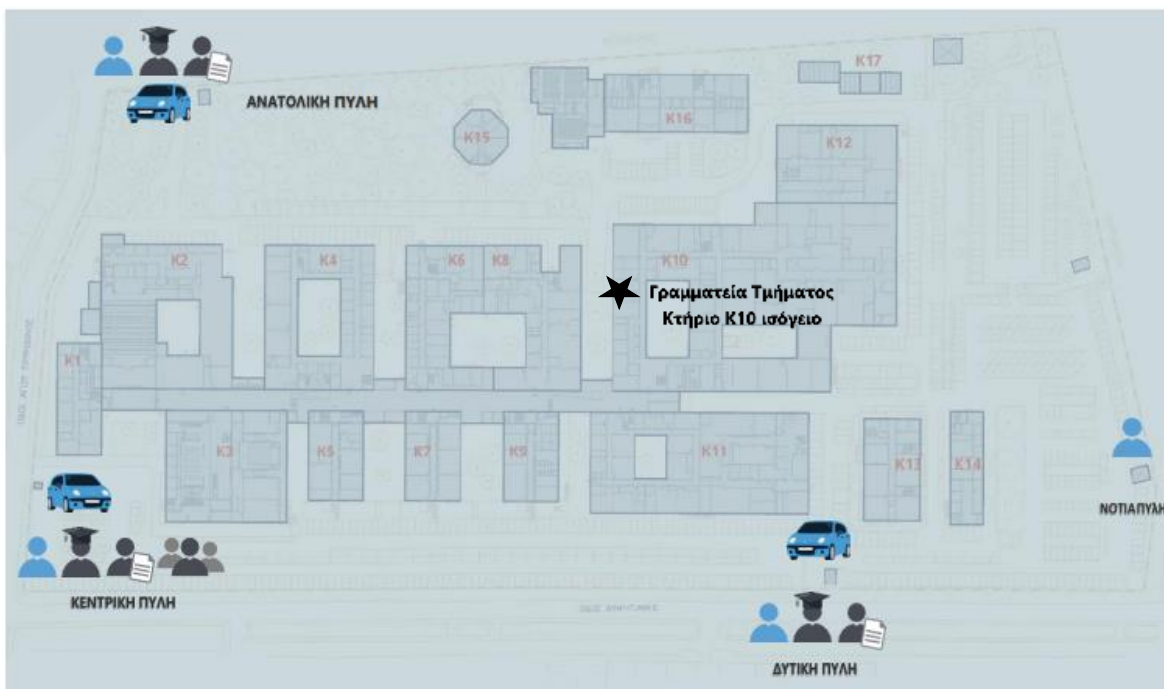 ΑΝΑΤΟΛΙΚΗ ΠΥΛΗ
K17
K16
K15
K12
K2
K4
K6
K8
K10
Γραμματεία Τμήματος
Κτήριο Κ10 ισόγειο
K1
K3
K5
K7
K9
K11
K13
K14
ΝΟΤΙΑ ΠΥΛΗ
ΚΕΝΤΡΙΚΗ ΠΥΛΗ
ΔΥΤΙΚΗ ΠΥΛΗ